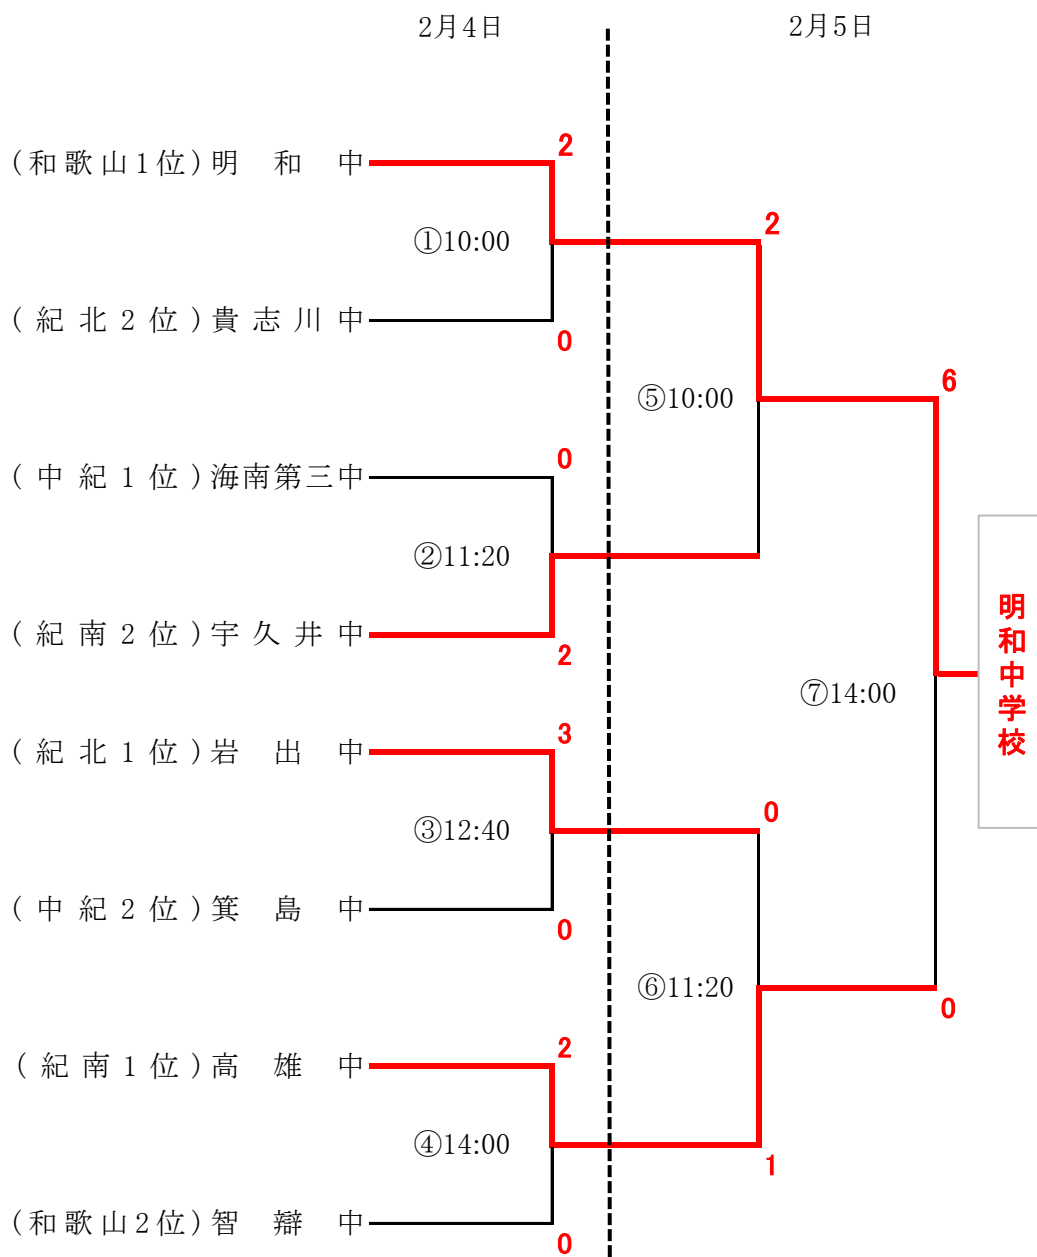 2月4日
2月5日
2
(和歌山1位)明和中
2
①10:00
(紀北2位)貴志川中
0
6
⑤10:00
0
(中紀1位)海南第三中
②11:20
(紀南2位)宇久井中
2
明和中学校
⑦14:00
3
(紀北1位)岩出中
0
③12:40
(中紀2位)箕島中
0
⑥11:20
0
2
(紀南1位)高雄中
④14:00
1
(和歌山2位)智辯中
0